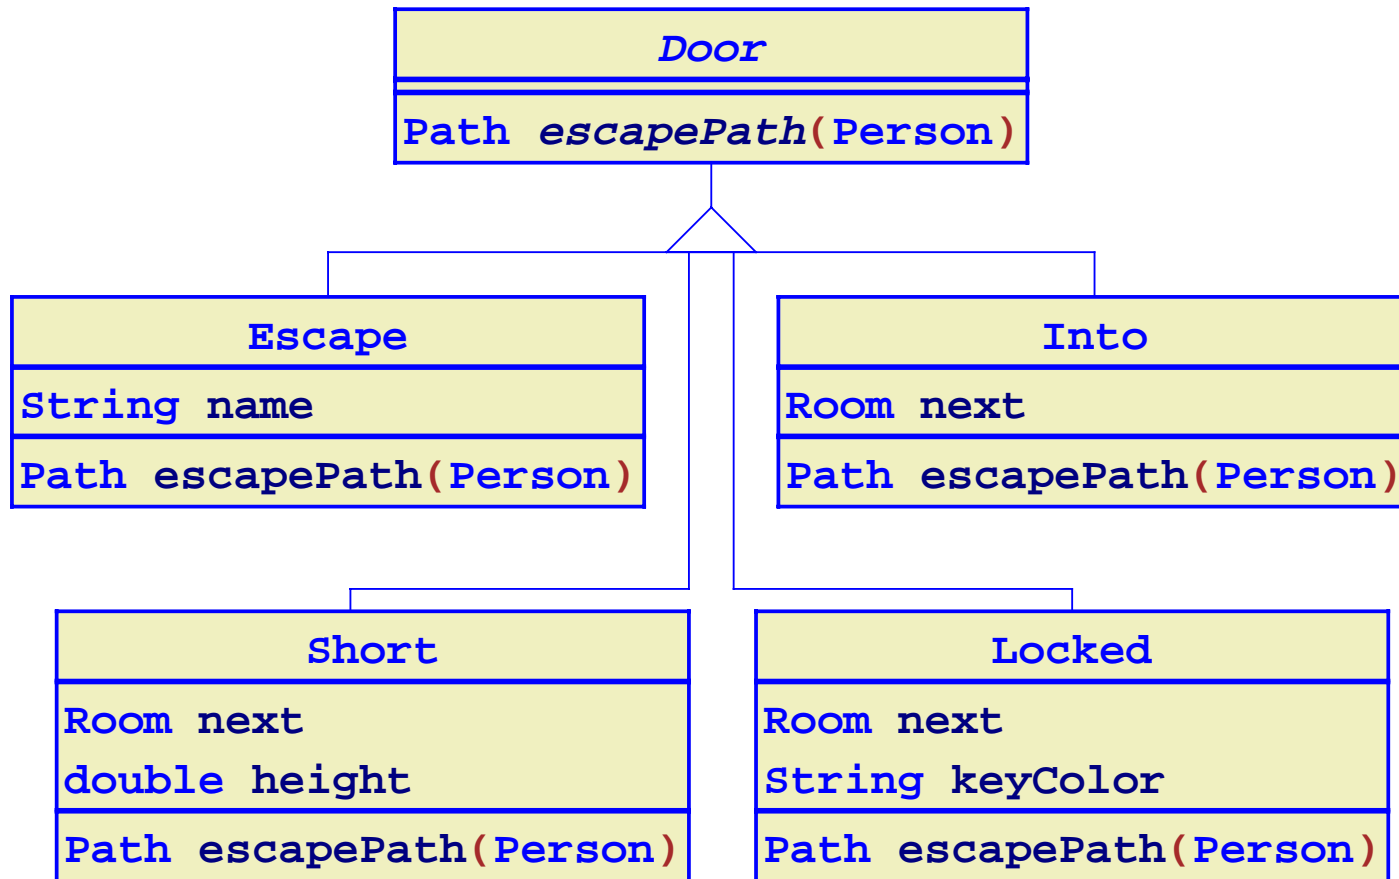 Door
Path escapePath(Person)
Escape
String name
Path escapePath(Person)
Into
Room next
Path escapePath(Person)
Short
Room next
double height
Path escapePath(Person)
Locked
Room next
String keyColor
Path escapePath(Person)